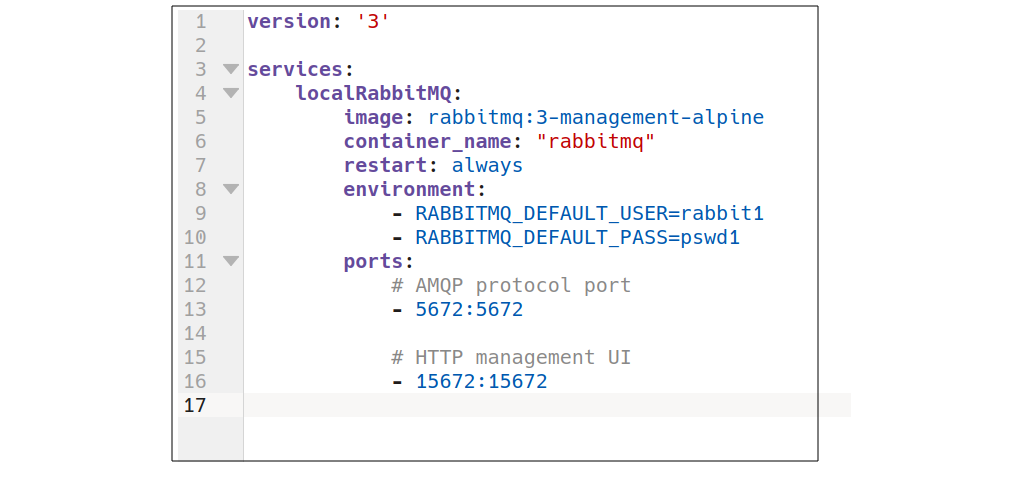 1 version: '3'
2
3 services:
4     localRabbitMQ:
5         image: rabbitmq:3-management-alpine
6         container_name: "rabbitmq"
7         restart: always
8         environment:
9             - RABBITMQ_DEFAULT_USER=rabbit1
10             - RABBITMQ_DEFAULT_PASS=pswd1
11         ports:
12             # AMQP protocol port
13             - 5672:5672
14
15             # HTTP management UI
16             - 15672:15672
17